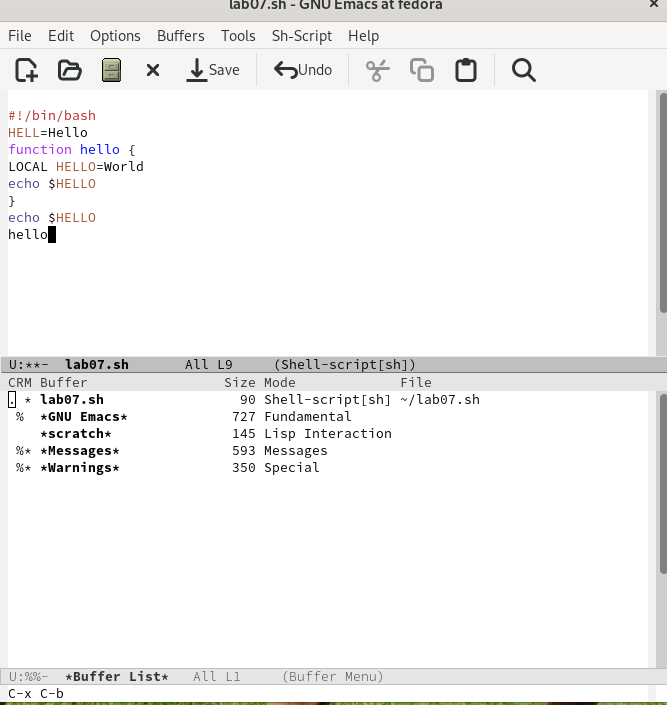 lab07.sh - GNU Emacs at fedora ×
File Edit Options Buffers Tools Sh-Script Help
Save Undo
#!/bin/bash
HELL=Hello
function hello {
LOCAL HELLO=World
echo $HELLO
}
echo $HELLO
hello
U:**- lab07.sh All L9 (Shell-script[sh])
CRM Buffer Size Mode File
. * lab07.sh 90 Shell-script[sh] ~/lab07.sh
% *GNU Emacs* 727 Fundamental
*scratch* 145 Lisp Interaction
%* *Messages* 593 Messages
%* *Warnings* 350 Special
U:%%- *Buffer List* All L1 (Buffer Menu)
C-x C-b